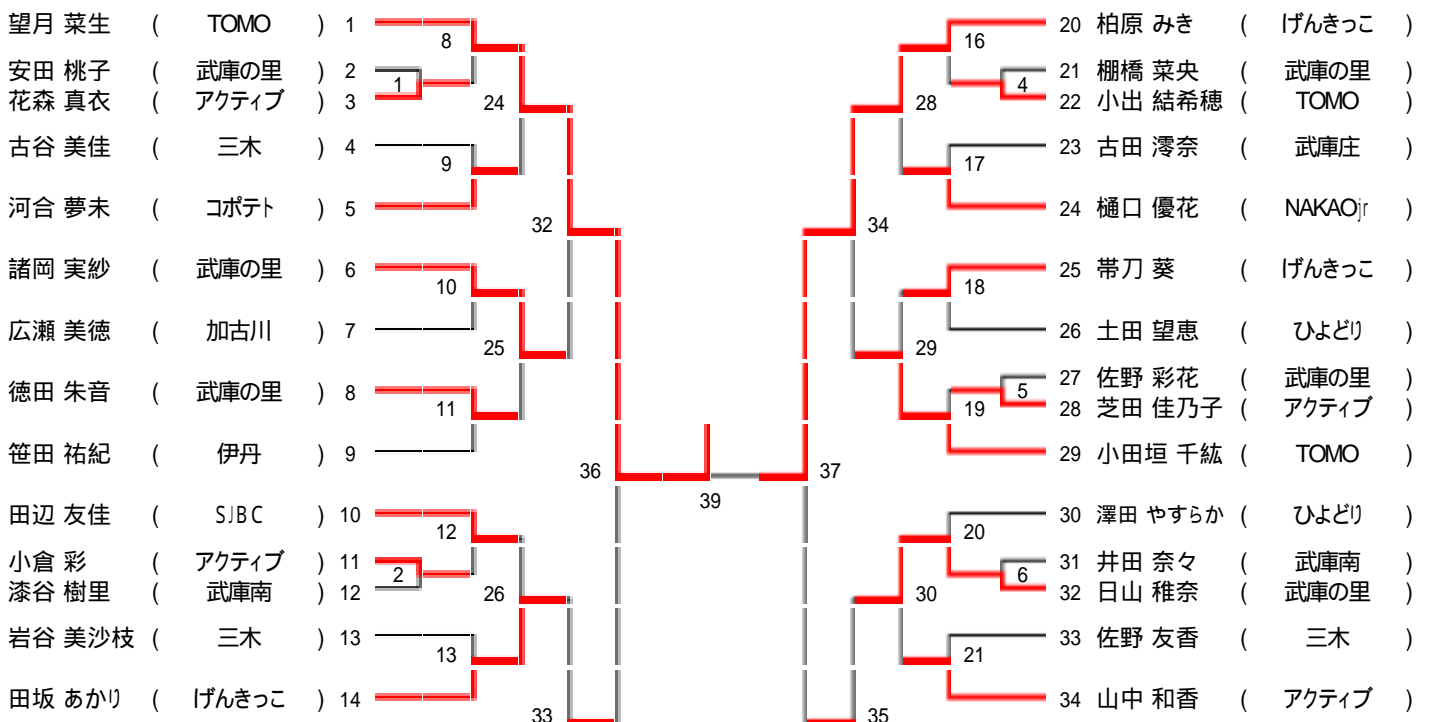 望月 菜生 ( TOMO ) 1
安田 桃子 ( 武庫の里 ) 2
花森 真衣 ( アクティブ ) 3
古谷 美佳 ( 三木 ) 4
河合 夢未 ( コポテト ) 5
諸岡 実紗 ( 武庫の里 ) 6
広瀬 美徳 ( 加古川 ) 7
徳田 朱音 ( 武庫の里 ) 8
笹田 祐紀 ( 伊丹 ) 9
田辺 友佳 ( SJBC ) 10
小倉 彩 ( アクティブ ) 11
漆谷 樹里 ( 武庫南 ) 12
岩谷 美沙枝 ( 三木 ) 13
田坂 あかり ( げんきっこ ) 14
8
1
24
9
32
10
25
11
36
12
2
26
13
33
39
16
4
28
17
34
18
29
5
19
37
20
6
30
21
35
20 柏原 みき ( げんきっこ )
21 棚橋 菜央 ( 武庫の里 )
22 小出 結希穂 ( TOMO )
23 古田 澪奈 ( 武庫庄 )
24 樋口 優花 ( NAKAOjr )
25 帯刀 葵 ( げんきっこ )
26 土田 望恵 ( ひよどり )
27 佐野 彩花 ( 武庫の里 )
28 芝田 佳乃子 ( アクティブ )
29 小田垣 千紘 ( TOMO )
30 澤田 やすらか ( ひよどり )
31 井田 奈々 ( 武庫南 )
32 日山 稚奈 ( 武庫の里 )
33 佐野 友香 ( 三木 )
34 山中 和香 ( アクティブ )